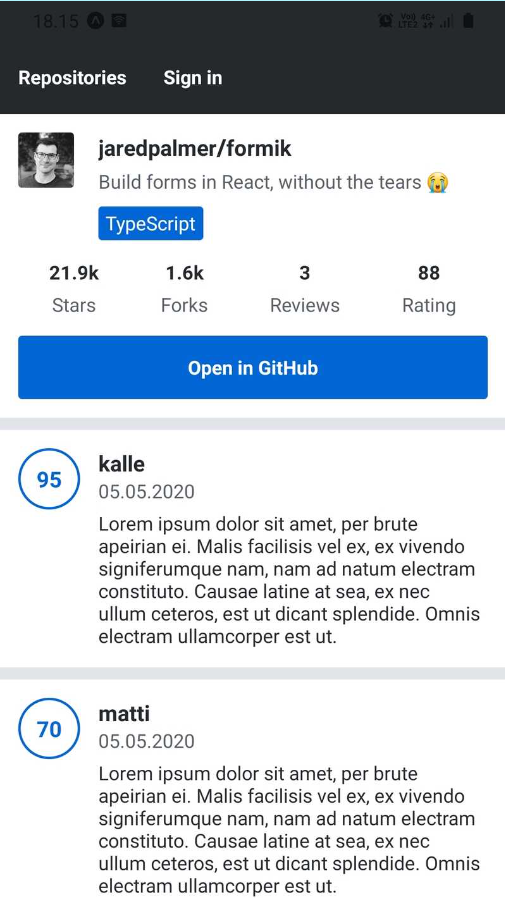 18.15
Repositories Sign in
jaredpalmer/formik
Build forms in React, without the tears 😭
TypeScript
21.9k 1.6k 3 88
Stars Forks Reviews Rating
Open in GitHub
95 kalle
05.05.2020
Lorem ipsum dolor sit amet, per brute
apeirian ei. Malis facilisis vel ex, ex vivendo
signiferumque nam, nam ad natum electram
constituto. Causae latine at sea, ex nec
ullum ceteros, est ut dicant splendide. Omnis
electram ullamcorper est ut.
70 matti
05.05.2020
Lorem ipsum dolor sit amet, per brute
apeirian ei. Malis facilisis vel ex, ex vivendo
signiferumque nam, nam ad natum electram
constituto. Causae latine at sea, ex nec
ullum ceteros, est ut dicant splendide. Omnis
electram ullamcorper est ut.